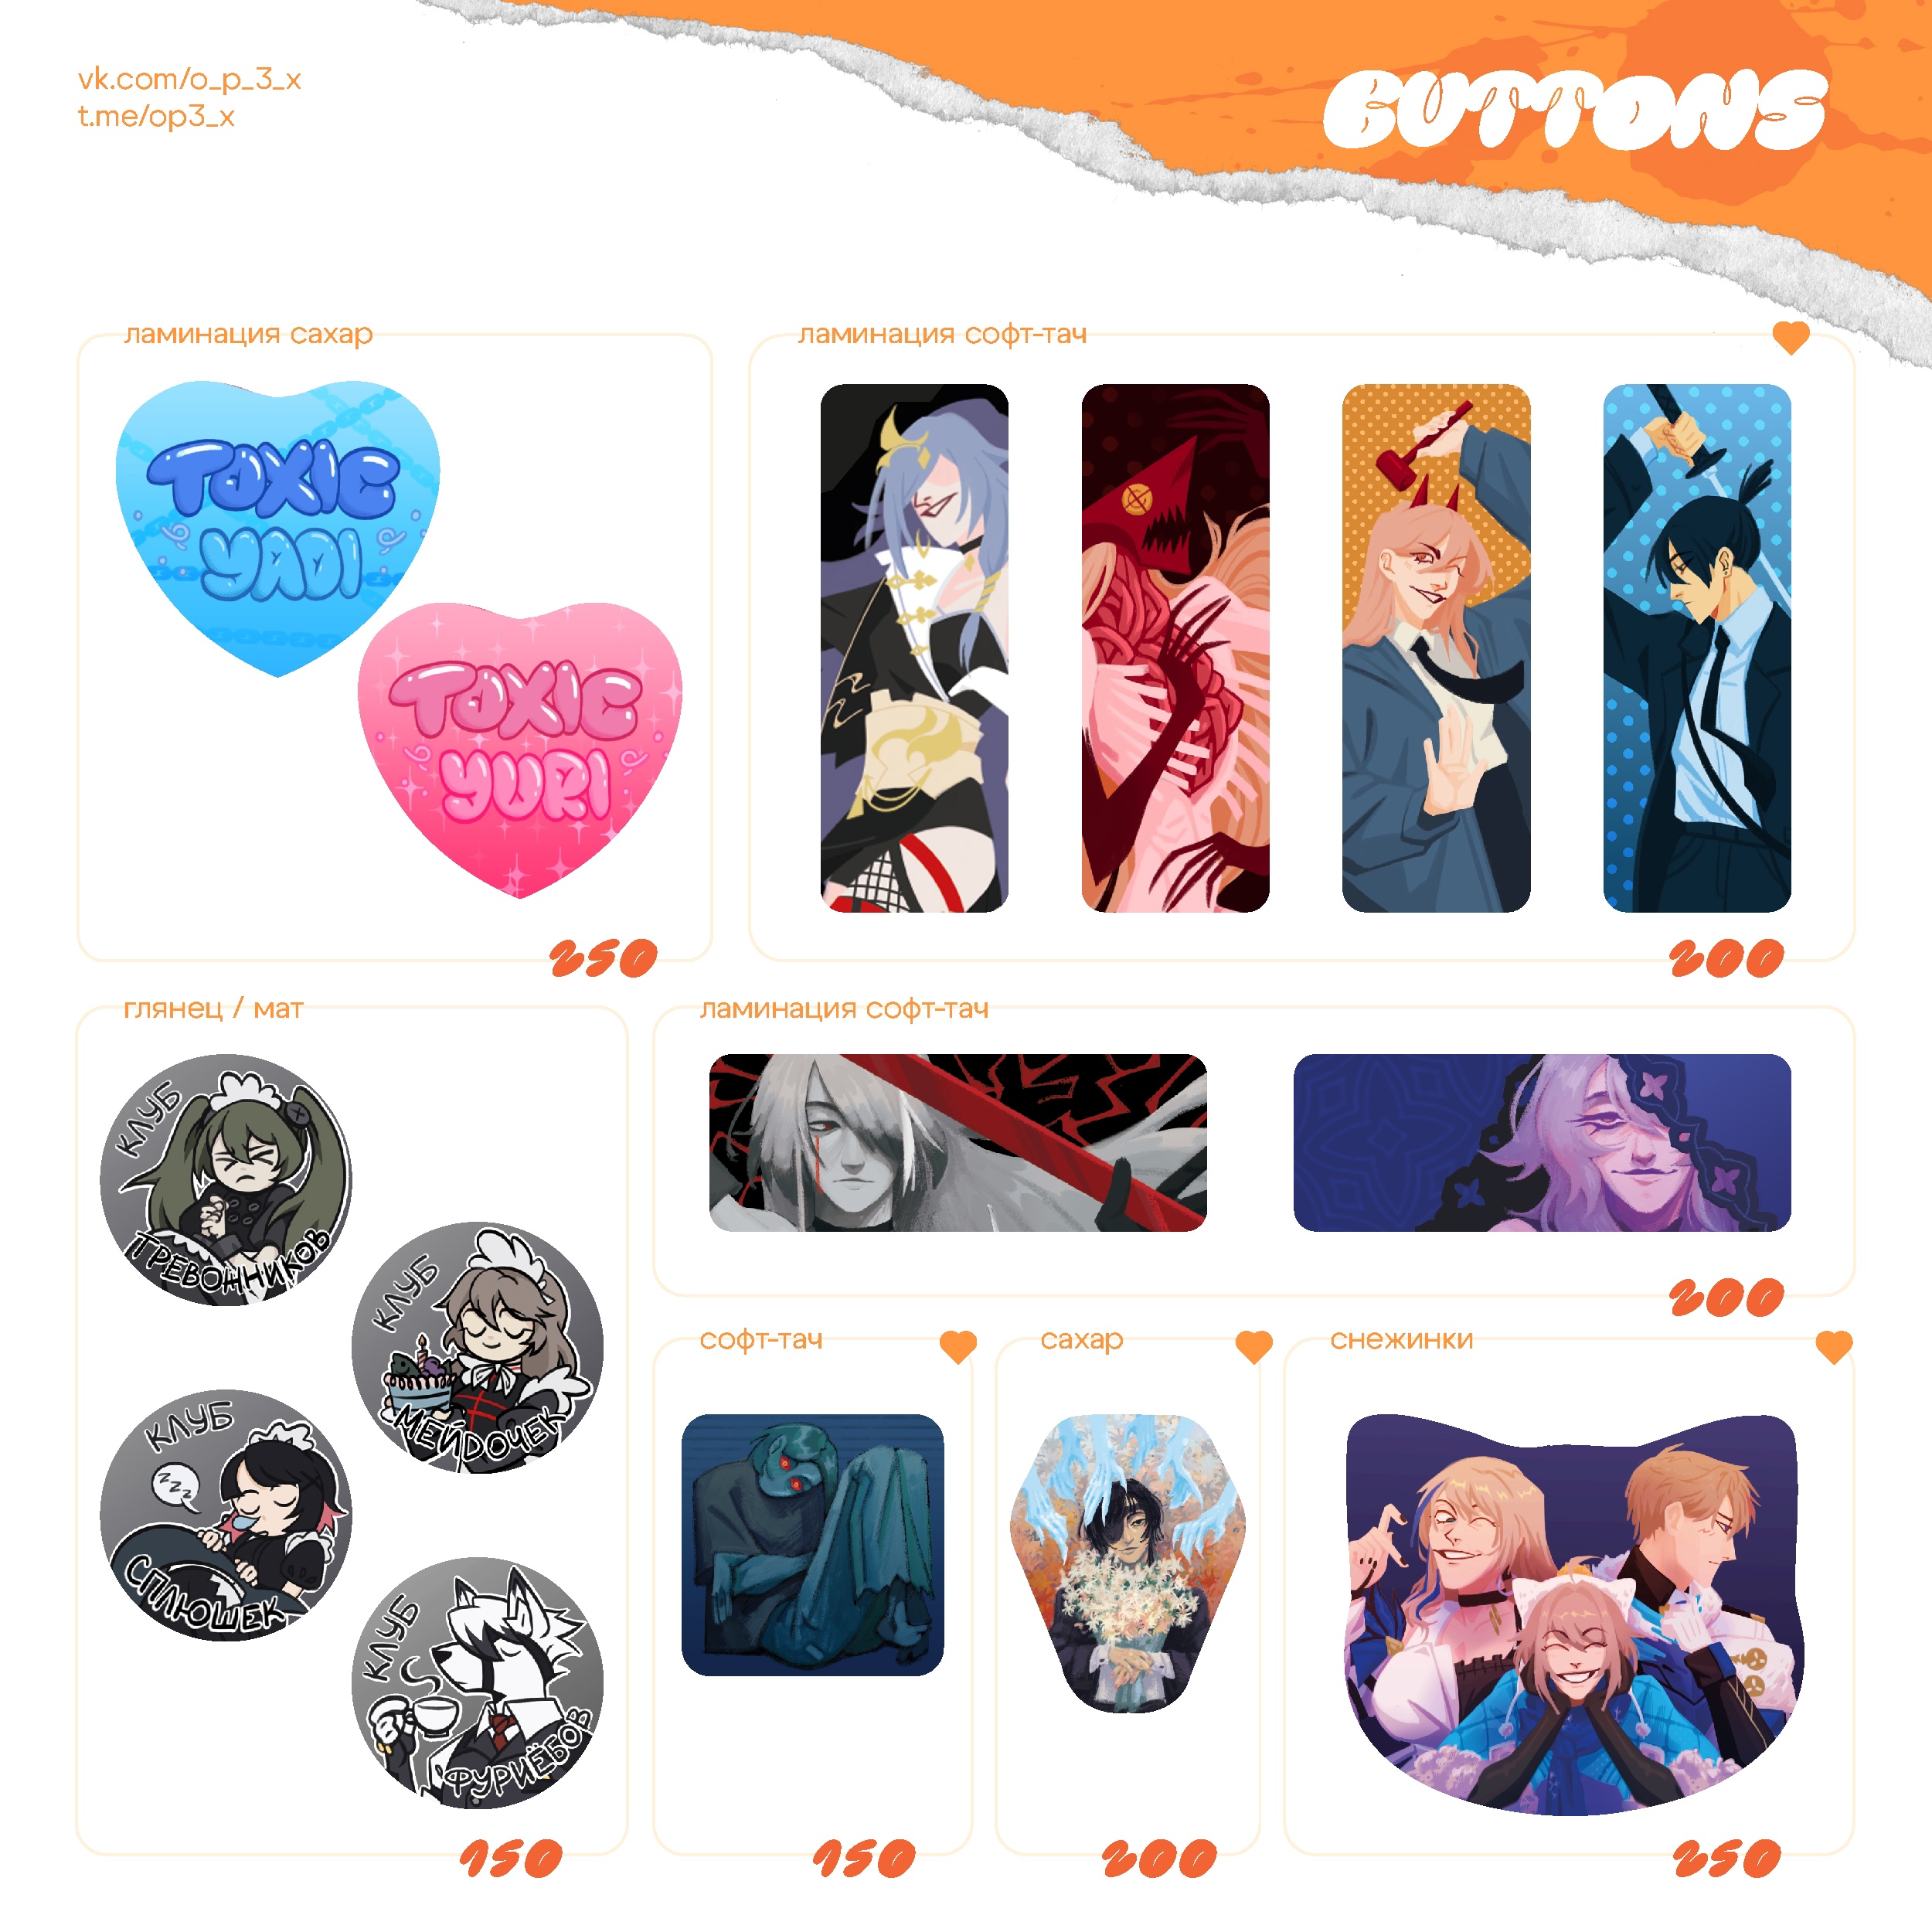 vk.com/o_p_3_x
t.me/op3_x
BUTTONS
ламинация сахар
TOXIC
YAOI
TOXIC
YURI
250
ламинация софт-тач
200
глянец / мат
КЛУБ
ТРЕВОЖНИКОВ
КЛУБ
МЕЙДОЧЕК
КЛУБ
zzz
СПЛЮШЕК
КЛУБ
ФУРИЁБОВ
150
ламинация софт-тач
200
софт-тач
150
сахар
200
снежинки
250